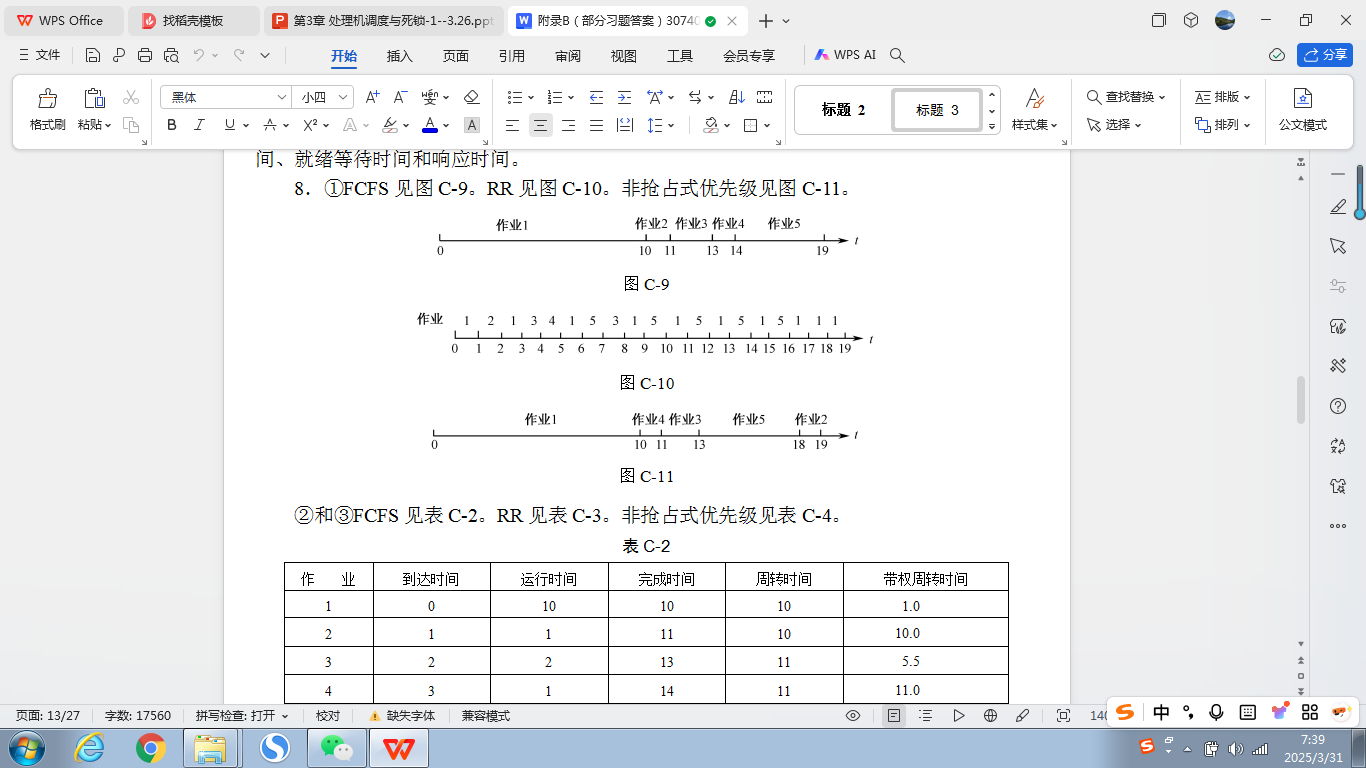 WPS Office
找稻壳模板
第3章 处理机调度与死锁-1--3.26.ppt
附录B（部分习题答案）30740
文件
开始
插入
页面
引用
审阅
视图
工具
会员专享
WPS AI
分享
格式刷
粘贴
黑体
小四
标题 2
标题 3
样式集
查找替换
选择
排版
排列
公文模式
间、就绪等待时间和响应时间。
8．①FCFS 见图 C-9。RR 见图 C-10。非抢占式优先级见图 C-11。
作业1 作业2 作业3 作业4 作业5
0 10 11 13 14 19 t
图 C-9
作业 1 2 1 3 4 1 5 3 1 5 1 5 1 5 1 5 1 1 1
0 1 2 3 4 5 6 7 8 9 10 11 12 13 14 15 16 17 18 19 t
图 C-10
作业1 作业4 作业3 作业5 作业2
0 10 11 13 18 19 t
图 C-11
②和③FCFS 见表 C-2。RR 见表 C-3。非抢占式优先级见表 C-4。
表 C-2
作 业 到达时间 运行时间 完成时间 周转时间 带权周转时间
1 0 10 10 10 1.0
2 1 1 11 10 10.0
3 2 2 13 11 5.5
4 3 1 14 11 11.0
页面: 13/27 字数: 17560 拼写检查: 打开 校对 缺失字体 兼容模式
140
中
7:39
2025/3/31